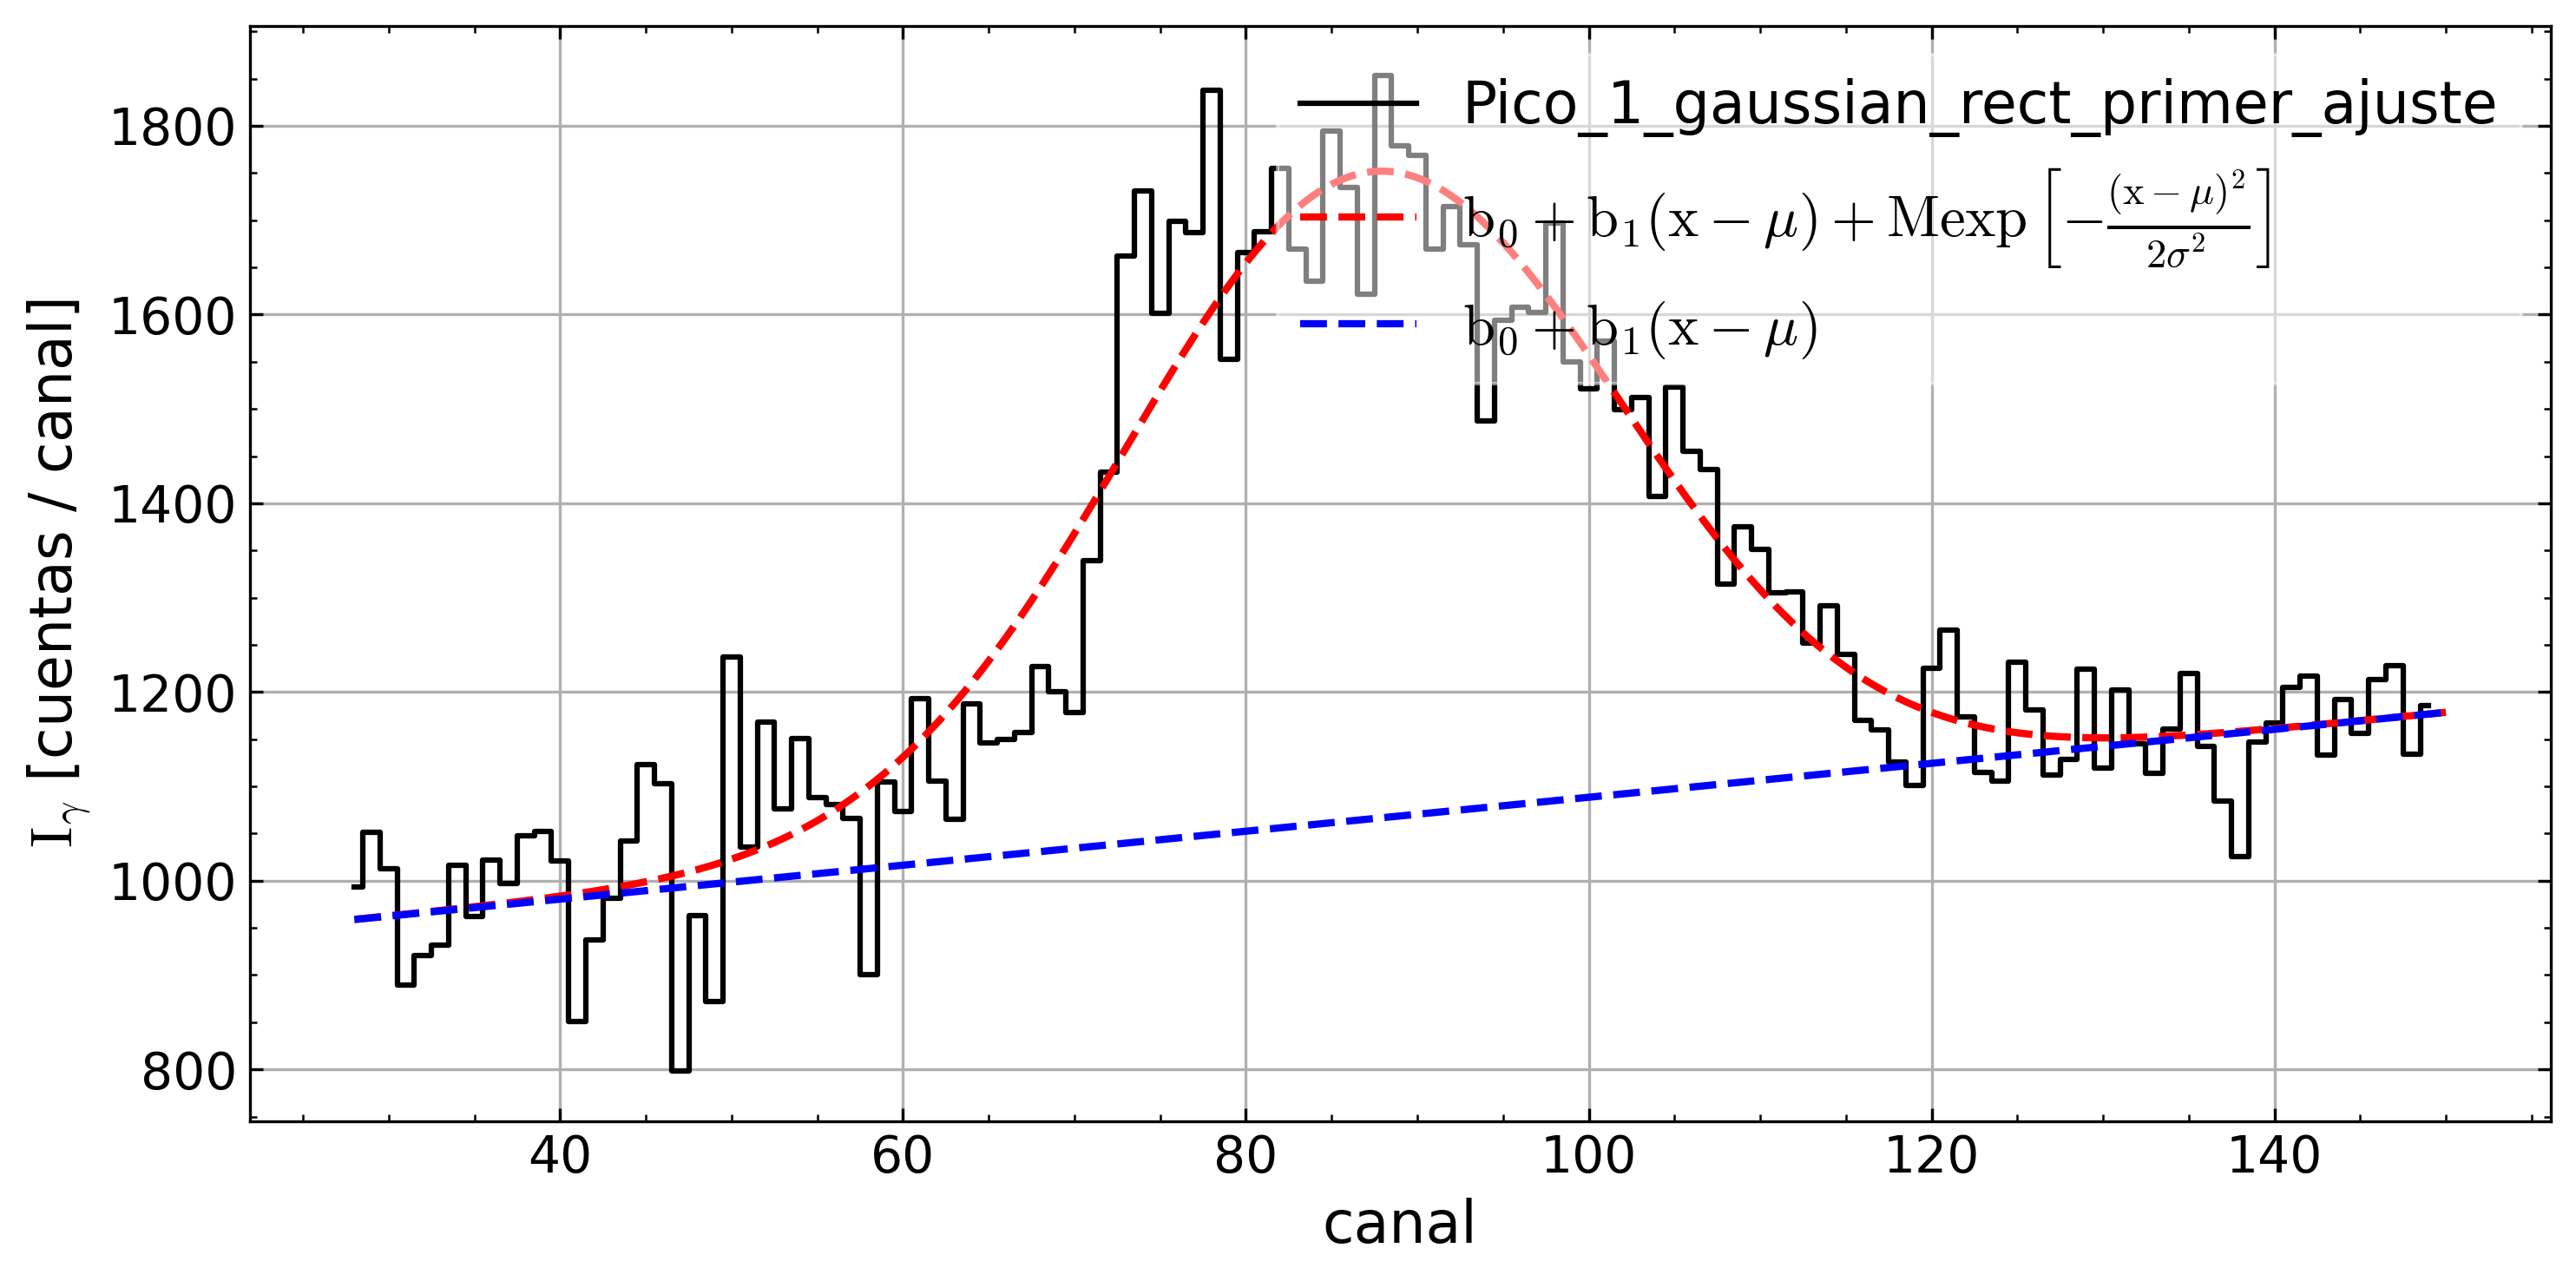 Pico_1_gaussian_rect_primer_ajuste
b₀ + b₁(x − μ) + Mexp [−(x − μ)²/2σ²]
b₀ + b₁(x − μ)
I_γ [cuentas / canal]
1800
1600
1400
1200
1000
800
40 60 80 100 120 140
canal